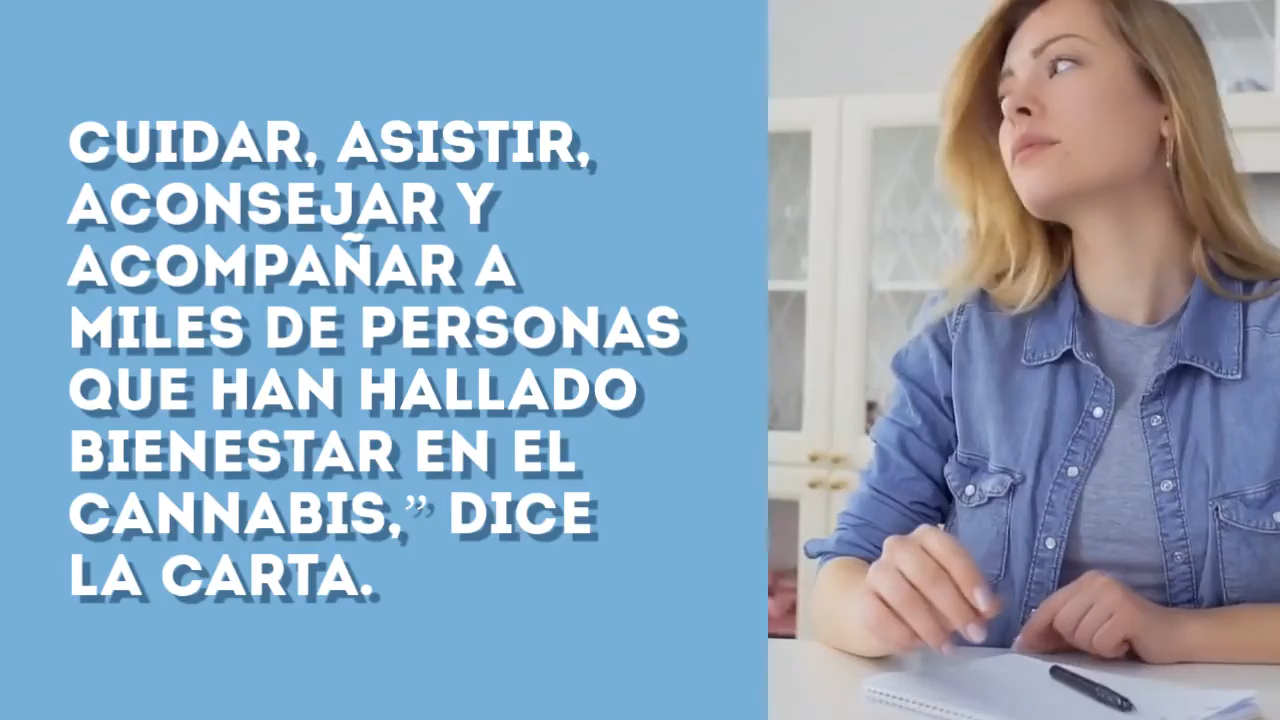 CUIDAR, ASISTIR,
ACONSEJAR Y
ACOMPAÑAR A
MILES DE PERSONAS
QUE HAN HALLADO
BIENESTAR EN EL
CANNABIS,” DICE
LA CARTA.